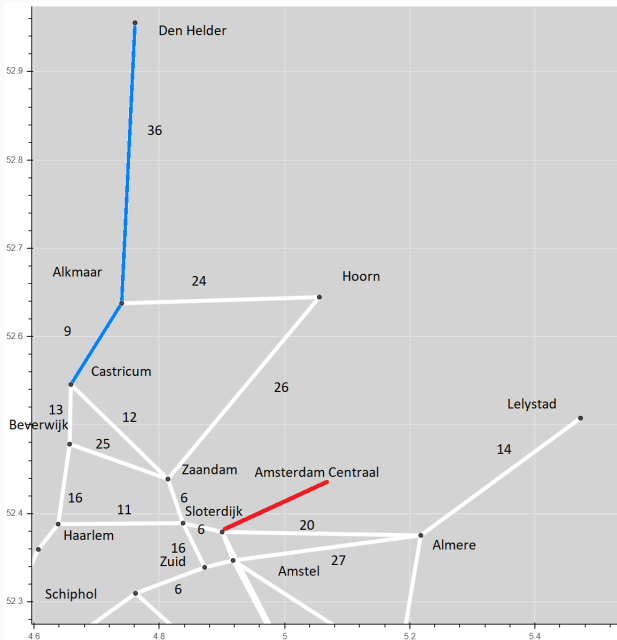 Den Helder
52.9
36
52.8
52.7
Alkmaar
24
Hoorn
9
52.6
Castricum
13
12
26
Lelystad
Beverwijk
52.5
25
14
Zaandam
Amsterdam Centraal
16
6
11
Sloterdijk
52.4
6
20
Haarlem
16
Almere
Zuid
27
Amstel
Schiphol
6
52.3
4.6
4.8
5
5.2
5.4